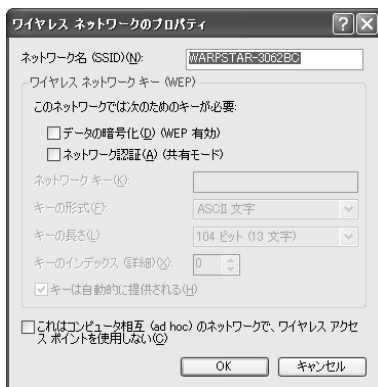 ワイヤレス ネットワークのプロパティ
ネットワーク名 (SSID)(N): WARPSTAR-3062BC
ワイヤレス ネットワーク キー (WEP)
このネットワークでは次のためのキーが必要:
データの暗号化(D) (WEP 有効)
ネットワーク認証(A) (共有モード)
ネットワーク キー(K):
キーの形式(F): ASCII 文字
キーの長さ(L): 104 ビット (13 文字)
キーのインデックス (詳細)(X): 0
キーは自動的に提供される(H)
これはコンピュータ相互 (ad hoc) のネットワークで、ワイヤレス アクセ
ス ポイントを使用しない(C)
OK キャンセル